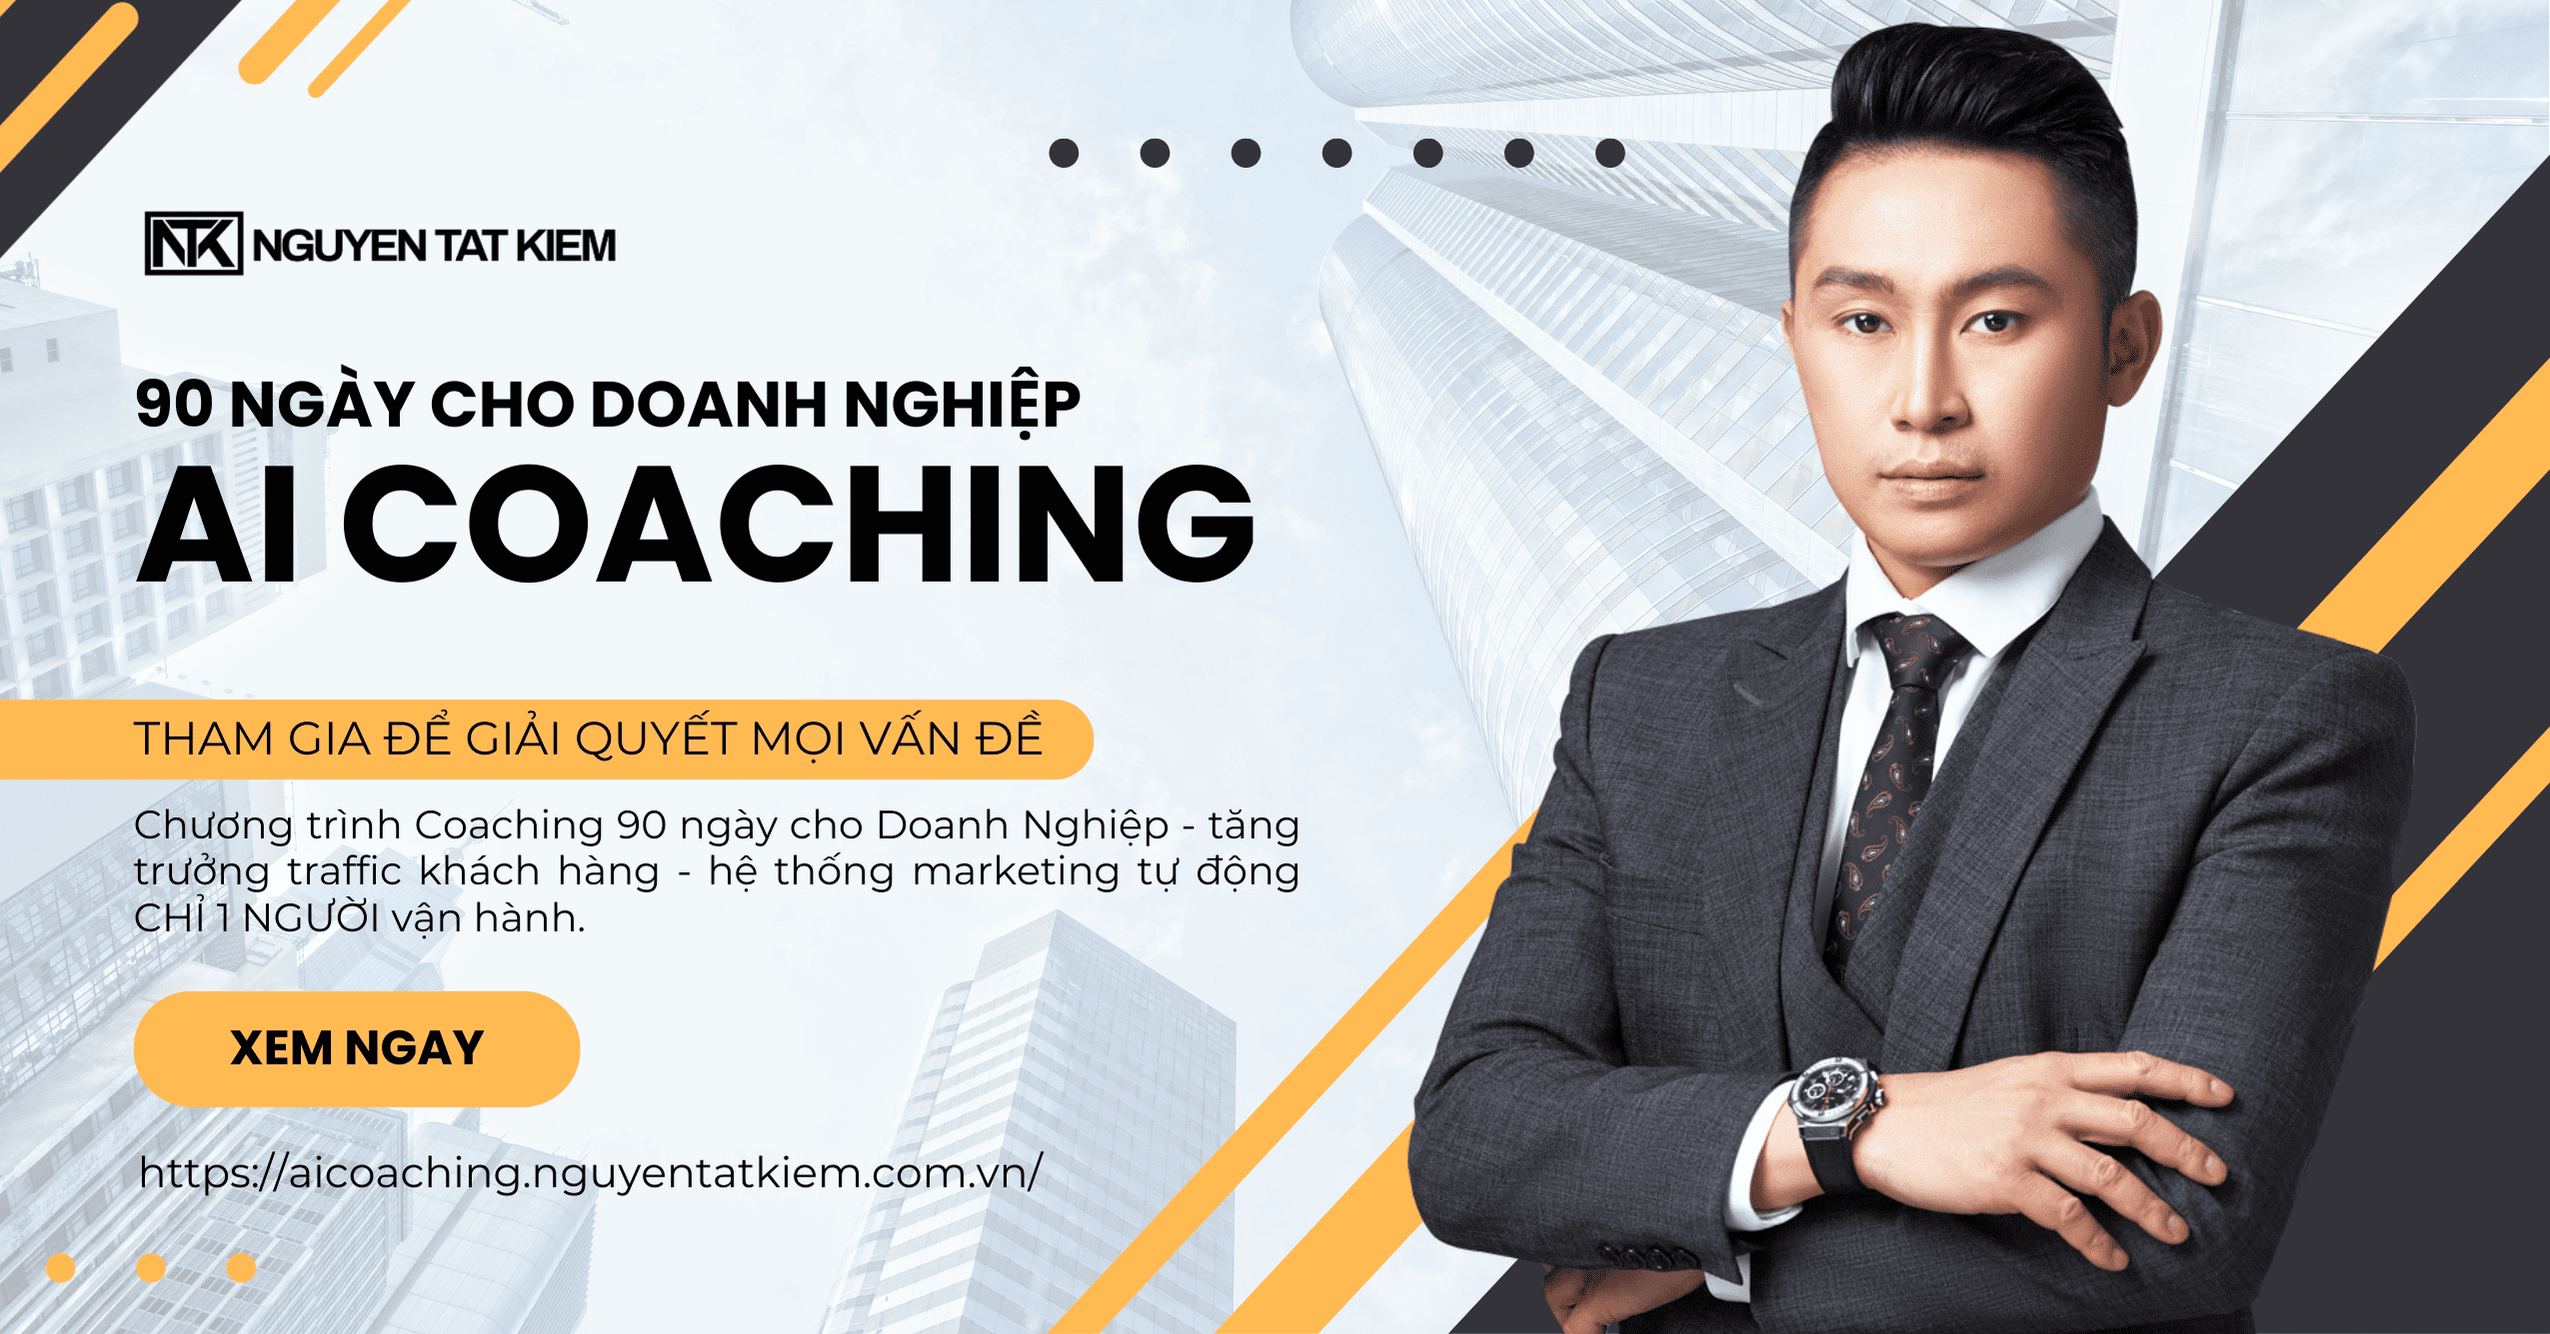 NTK NGUYEN TAT KIEM
90 NGÀY CHO DOANH NGHIỆP
AI COACHING
THAM GIA ĐỂ GIẢI QUYẾT MỌI VẤN ĐỀ
Chương trình Coaching 90 ngày cho Doanh Nghiệp - tăng
trưởng traffic khách hàng - hệ thống marketing tự động
CHỈ 1 NGƯỜI vận hành.
XEM NGAY
https://aicoaching.nguyentatkiem.com.vn/